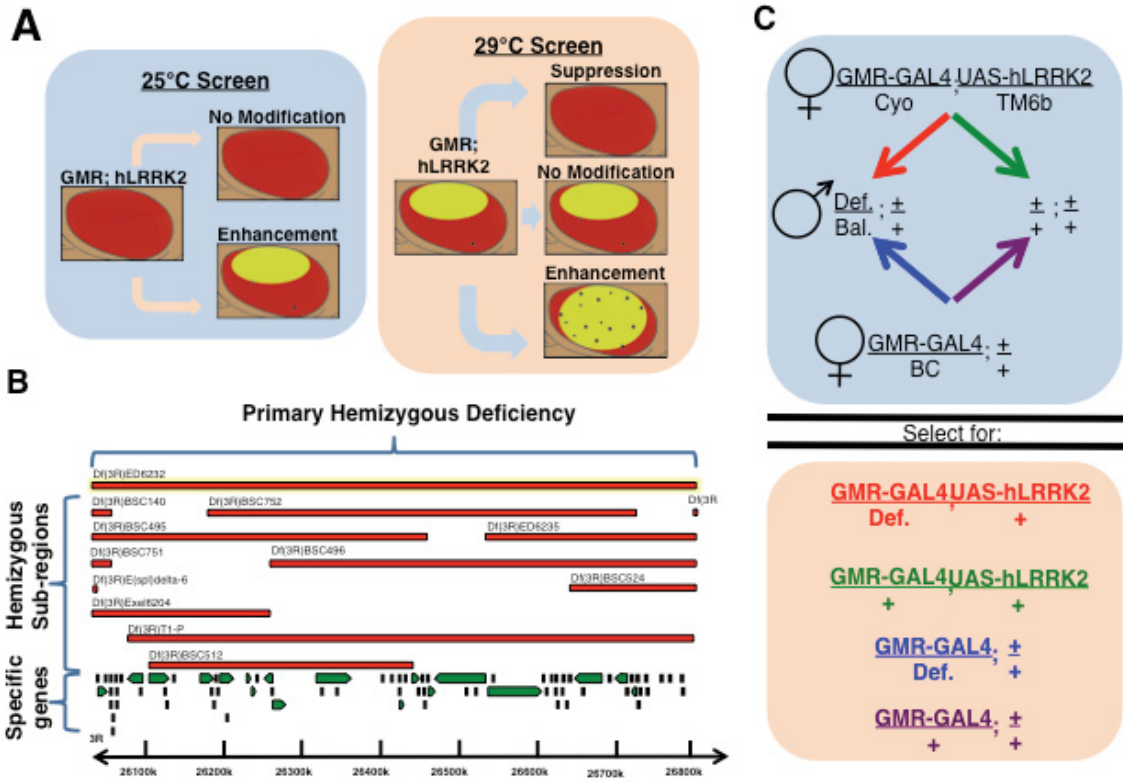 A
25°C Screen
No Modification
GMR; hLRRK2
Enhancement
29°C Screen
Suppression
GMR;
hLRRK2
No Modification
Enhancement
B
Primary Hemizygous Deficiency
Hemizygous
Sub-regions
Specific
genes
Df(3R)ED6232
Df(3R)BSC140
Df(3R)BSC752
Df(3R
Df(3R)BSC495
Df(3R)ED6235
Df(3R)BSC751
Df(3R)BSC496
Df(3R)E(spl)delta-6
Df(3R)BSC524
Df(3R)Exel6204
Df(3R)T1-P
Df(3R)BSC512
3R
26100k 26200k 26300k 26400k 26500k 26600k 26700k 26800k
C
GMR-GAL4;UAS-hLRRK2
Cyo TM6b
Def. ; +
Bal. +
+ ; +
+ +
GMR-GAL4; +
BC +
Select for:
GMR-GAL4;UAS-hLRRK2
Def. +
GMR-GAL4;UAS-hLRRK2
+ +
GMR-GAL4; +
Def. +
GMR-GAL4; +
+ +